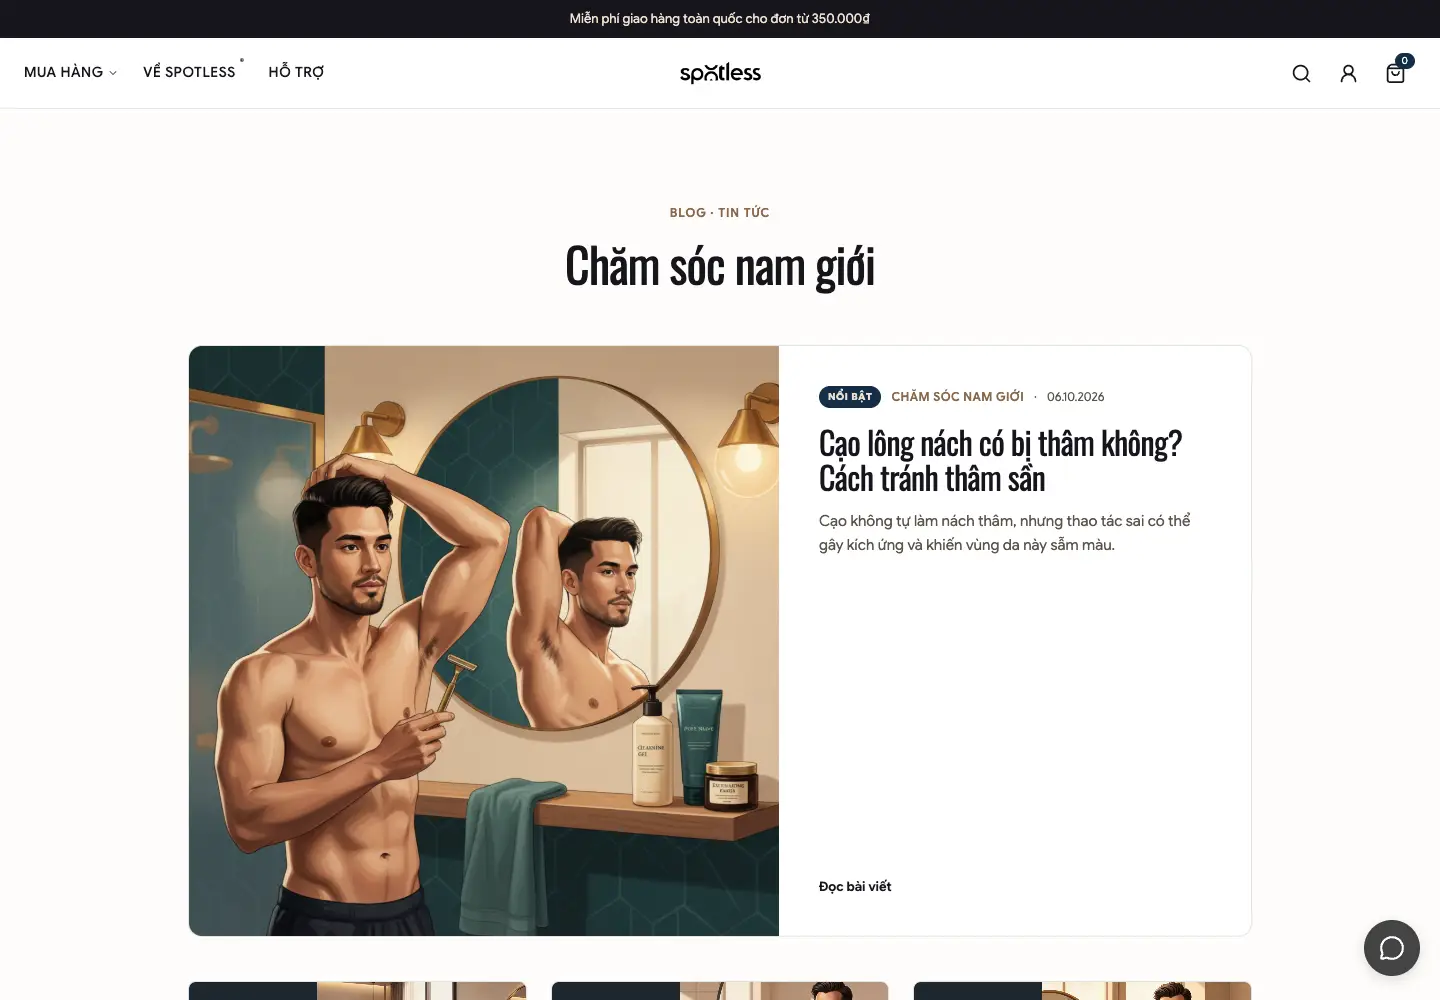 Miễn phí giao hàng toàn quốc cho đơn từ 350.000₫
MUA HÀNG
VỀ SPOTLESS
HỖ TRỢ
spotless
0
BLOG · TIN TỨC
Chăm sóc nam giới
NỔI BẬT CHĂM SÓC NAM GIỚI · 06.10.2026
Cạo lông nách có bị thâm không?
Cách tránh thâm sần
Cạo không tự làm nách thâm, nhưng thao tác sai có thể
gây kích ứng và khiến vùng da này sẫm màu.
Đọc bài viết